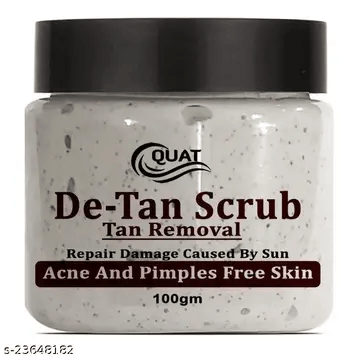 QUAT
De-Tan Scrub
Tan Removal
Repair Damage Caused By Sun
Acne And Pimples Free Skin
100gm
s-23648182